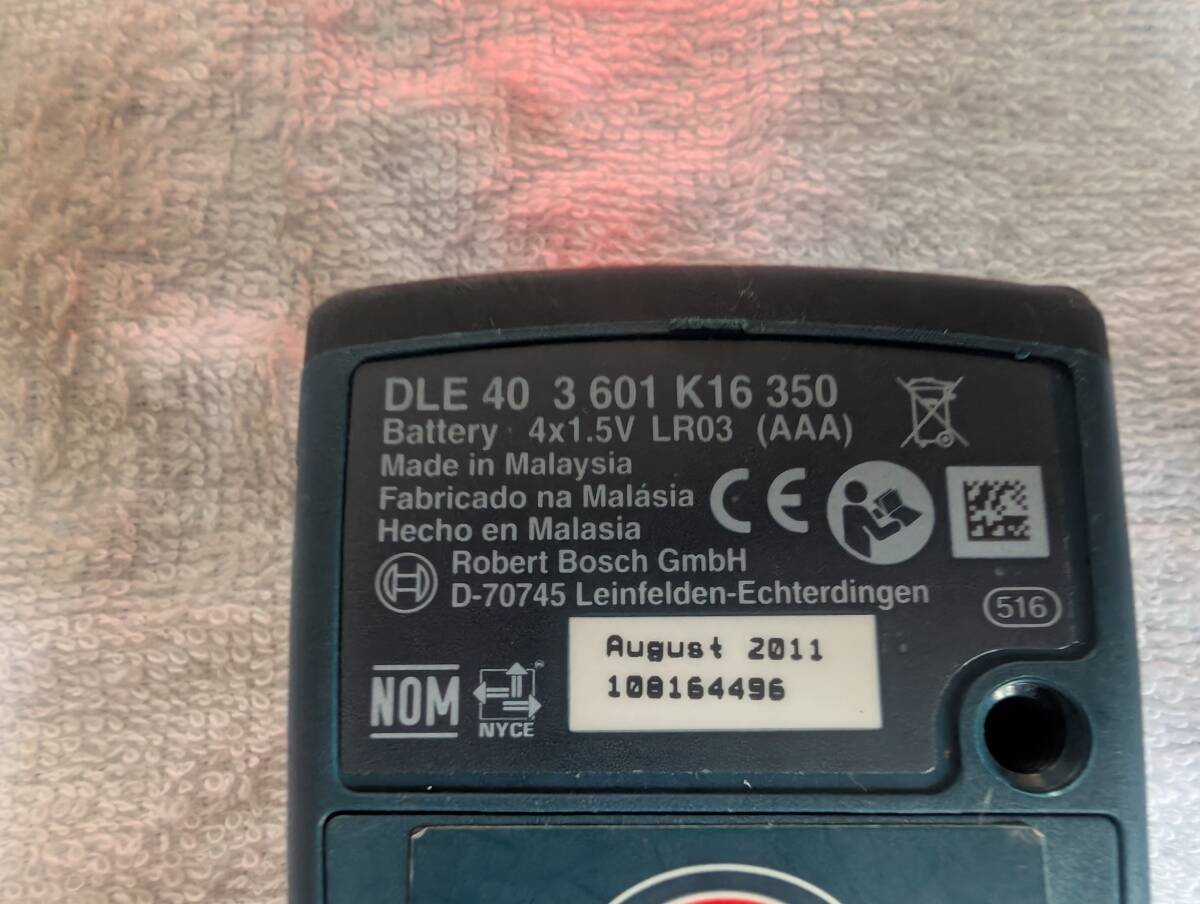 DLE 40 3 601 K16 350
Battery 4x1.5V LR03 (AAA)
Made in Malaysia
Fabricado na Malásia
Hecho en Malasia
CE
Robert Bosch GmbH
D-70745 Leinfelden-Echterdingen
516
August 2011
108164496
NOM
NYCE